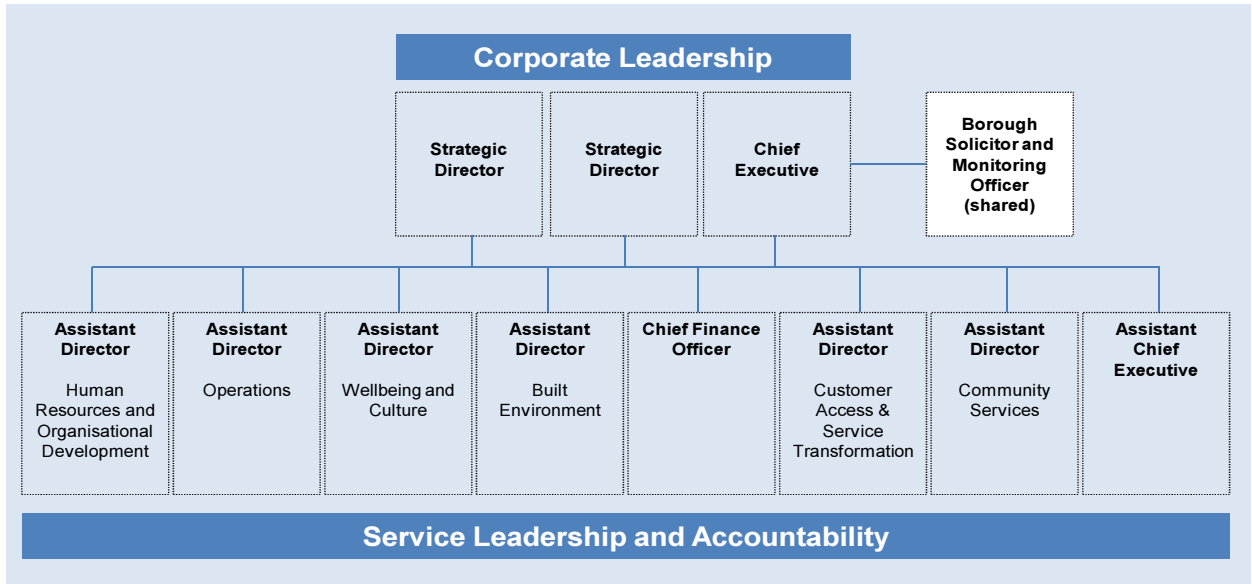 Corporate Leadership
Strategic
Director
Strategic
Director
Chief
Executive
Borough
Solicitor and
Monitoring
Officer
(shared)
Assistant
Director
Human
Resources and
Organisational
Development
Assistant
Director
Operations
Assistant
Director
Wellbeing and
Culture
Assistant
Director
Built
Environment
Chief Finance
Officer
Assistant
Director
Customer
Access &
Service
Transformation
Assistant
Director
Community
Services
Assistant
Chief
Executive
Service Leadership and Accountability